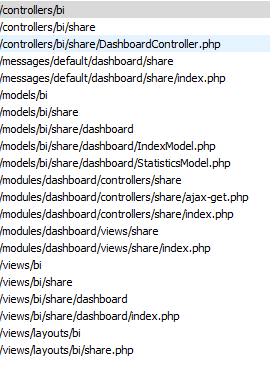 /controllers/bi
/controllers/bi/share
/controllers/bi/share/DashboardController.php
/messages/default/dashboard/share
/messages/default/dashboard/share/index.php
/models/bi
/models/bi/share
/models/bi/share/dashboard
/models/bi/share/dashboard/IndexModel.php
/models/bi/share/dashboard/StatisticsModel.php
/modules/dashboard/controllers/share
/modules/dashboard/controllers/share/ajax-get.php
/modules/dashboard/controllers/share/index.php
/modules/dashboard/views/share
/modules/dashboard/views/share/index.php
/views/bi
/views/bi/share
/views/bi/share/dashboard
/views/bi/share/dashboard/index.php
/views/layouts/bi
/views/layouts/bi/share.php